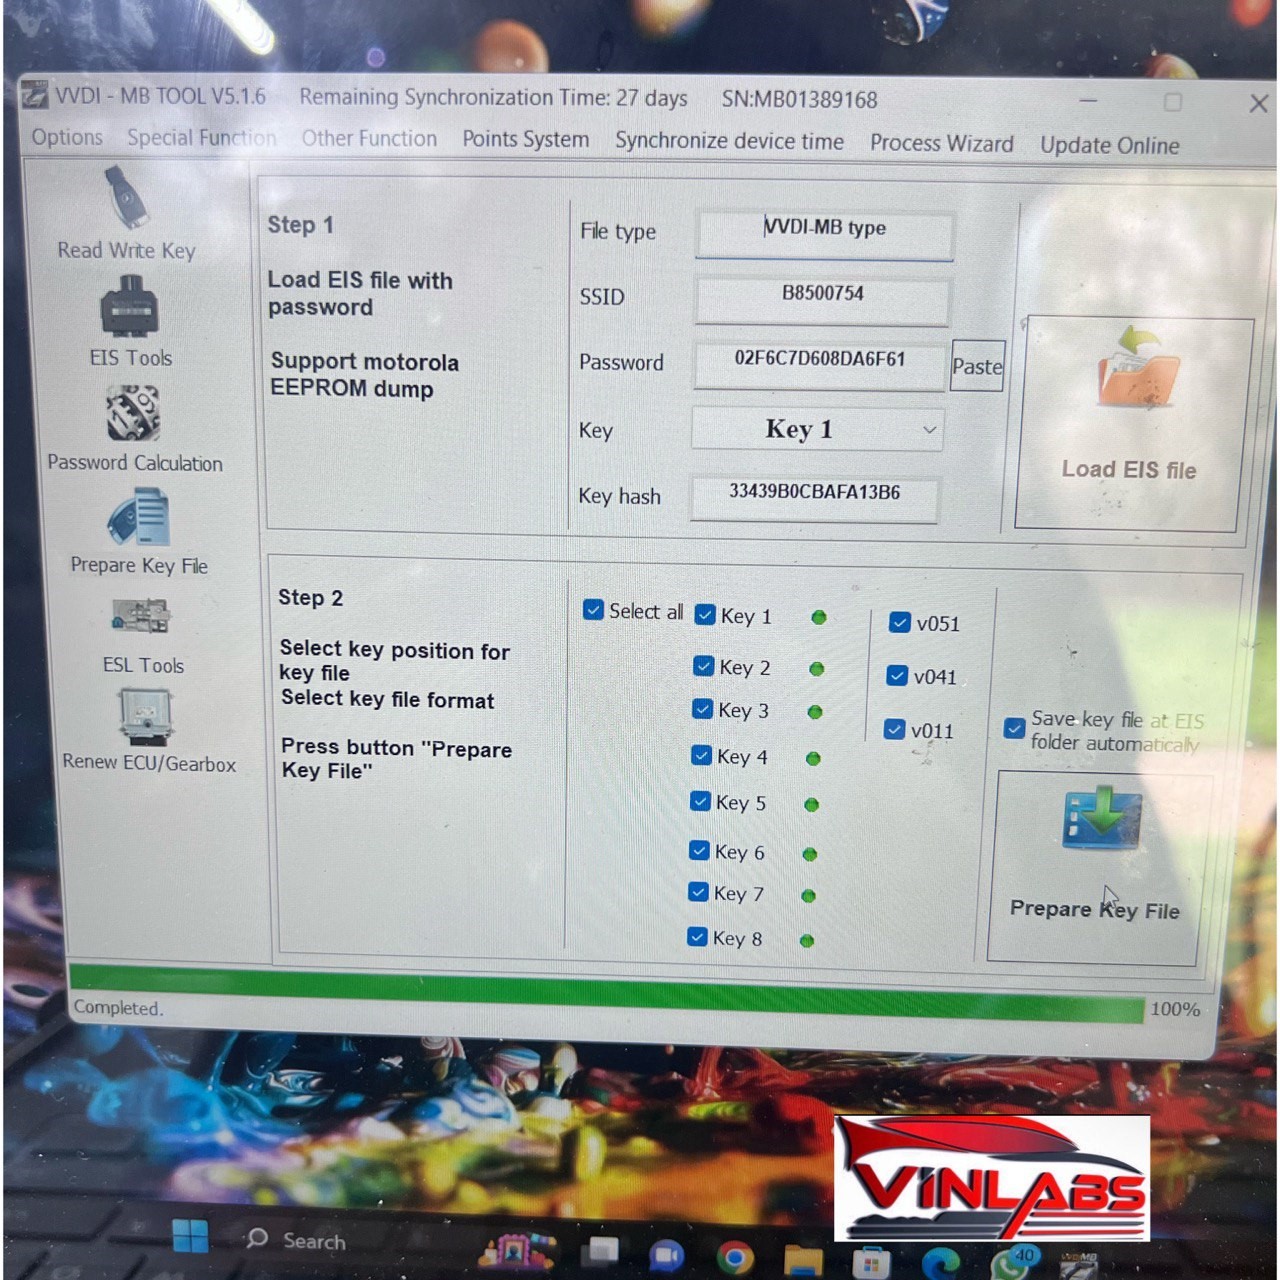 VVDI - MB TOOL V5.1.6 Remaining Synchronization Time: 27 days SN:MB01389168
Options Special Function Other Function Points System Synchronize device time Process Wizard Update Online
Read Write Key
EIS Tools
Password Calculation
Prepare Key File
ESL Tools
Renew ECU/Gearbox
Step 1
Load EIS file with
password
Support motorola
EEPROM dump
File type VVDI-MB type
SSID B8500754
Password 02F6C7D608DA6F61 Paste
Key Key 1
Key hash 33439B0CBAFA13B6
Load EIS file
Step 2
Select key position for
key file
Select key file format
Press button "Prepare
Key File"
Select all Key 1
Key 2
Key 3
Key 4
Key 5
Key 6
Key 7
Key 8
v051
v041
v011
Save key file at EIS
folder automatically
Prepare Key File
Completed. 100%
VINLABS
Search
40